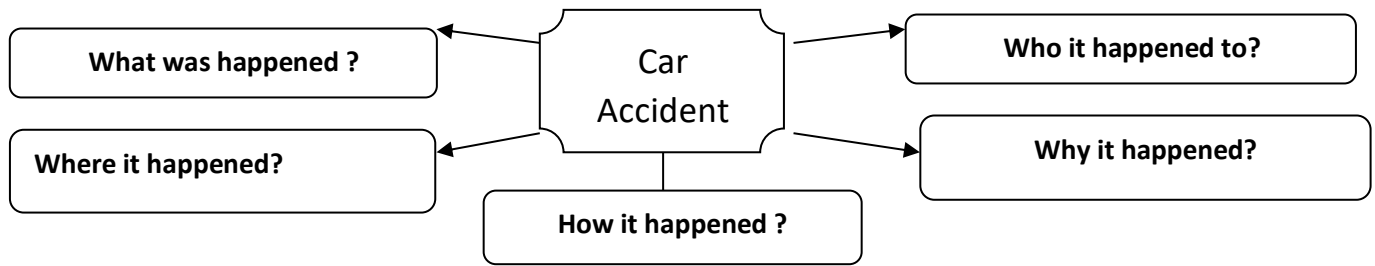 Car
Accident
What was happened ?
Who it happened to?
Where it happened?
Why it happened?
How it happened ?